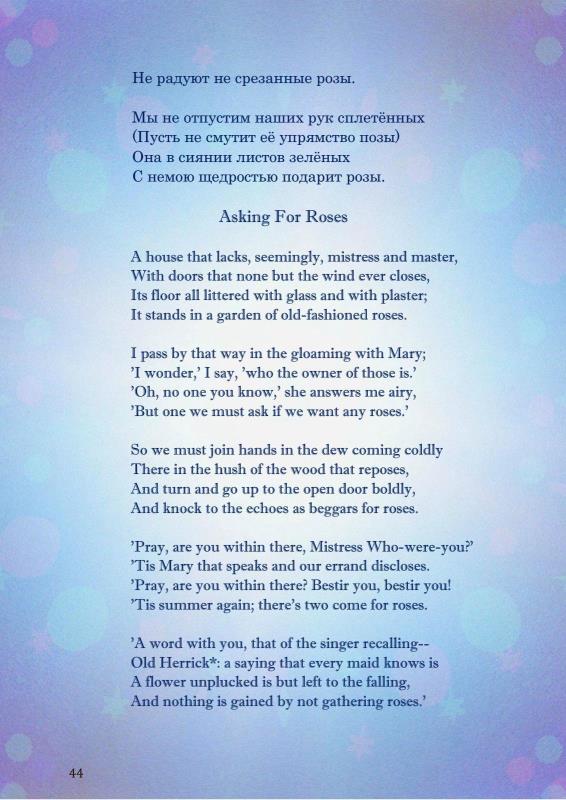 Не радуют не срезанные розы.

Мы не отпустим наших рук сплетённых
(Пусть не смутит её упрямство позы)
Она в сиянии листов зелёных
С немою щедростью подарит розы.

Asking For Roses

A house that lacks, seemingly, mistress and master,
With doors that none but the wind ever closes,
Its floor all littered with glass and with plaster;
It stands in a garden of old-fashioned roses.

I pass by that way in the gloaming with Mary;
’I wonder,’ I say, ’who the owner of those is.’
’Oh, no one you know,’ she answers me airy,
’But one we must ask if we want any roses.’

So we must join hands in the dew coming coldly
There in the hush of the wood that reposes,
And turn and go up to the open door boldly,
And knock to the echoes as beggars for roses.

’Pray, are you within there, Mistress Who-were-you?’
’Tis Mary that speaks and our errand discloses.
’Pray, are you within there? Bestir you, bestir you!
’Tis summer again; there’s two come for roses.

’A word with you, that of the singer recalling--
Old Herrick*: a saying that every maid knows is
A flower unplucked is but left to the falling,
And nothing is gained by not gathering roses.’

44